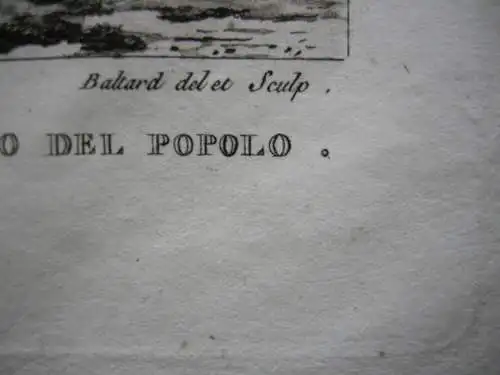 Baltard del et Sculp .
O DEL POPOLO .